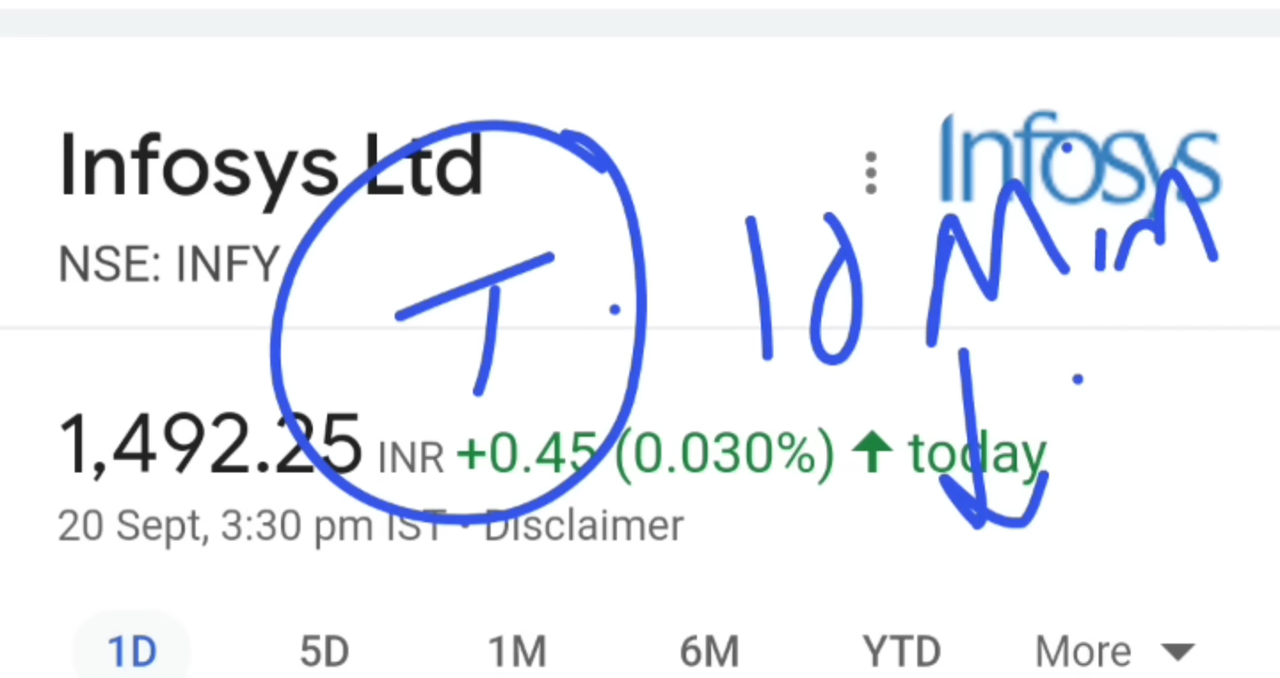 Infosys Ltd
Infosys
NSE: INFY
T
10 Min
1,492.25 INR +0.45 (0.030%) ↑ today
20 Sept, 3:30 pm IST · Disclaimer
1D 5D 1M 6M YTD More